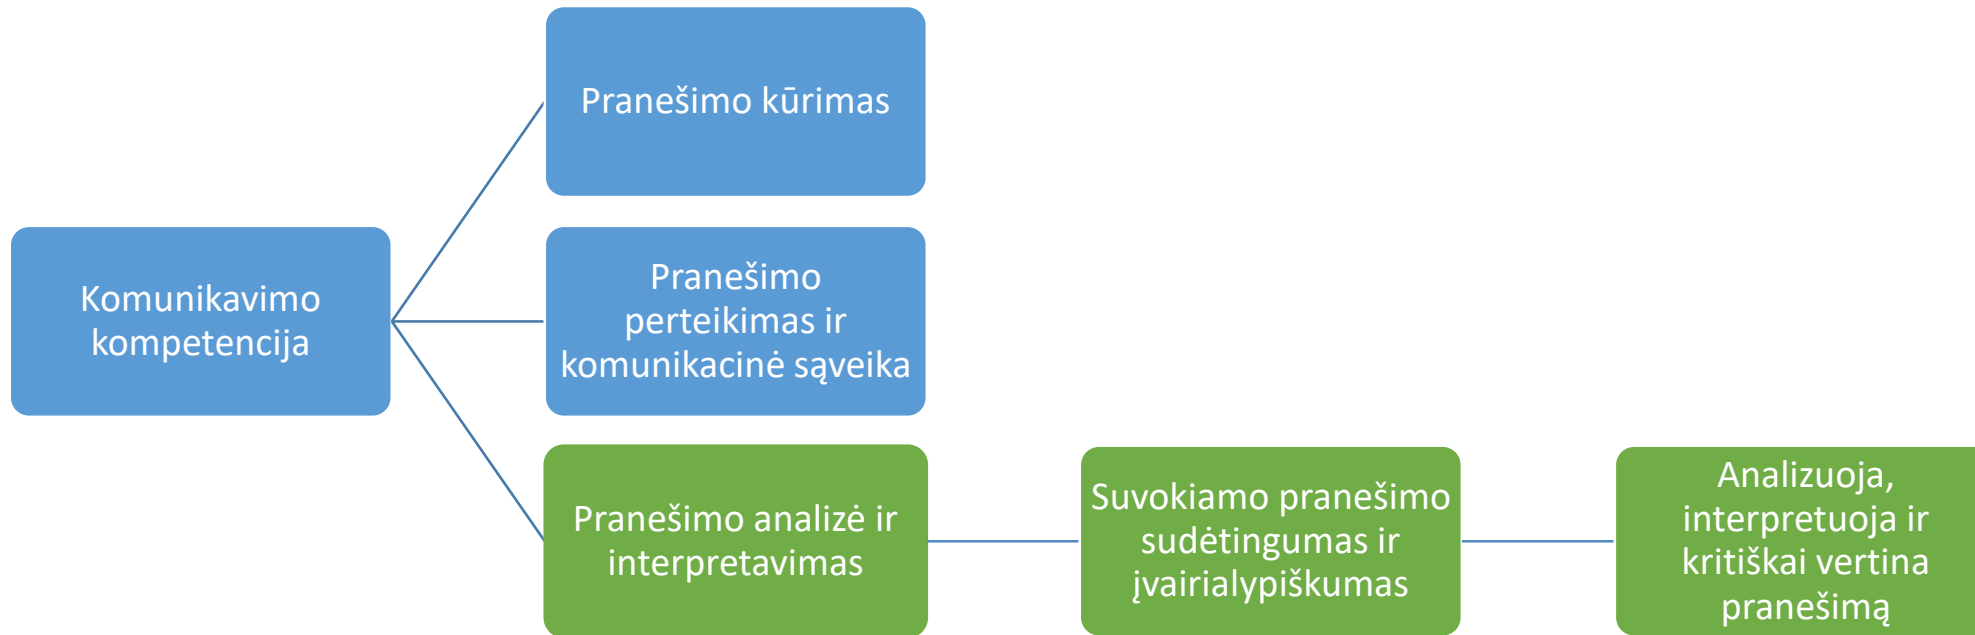 Komunikavimo
kompetencija
Pranešimo kūrimas
Pranešimo
perteikimas ir
komunikacinė sąveika
Pranešimo analizė ir
interpretavimas
Suvokiamo pranešimo
sudėtingumas ir
įvairialypiškumas
Analizuoja,
interpretuoja ir
kritiškai vertina
pranešimą